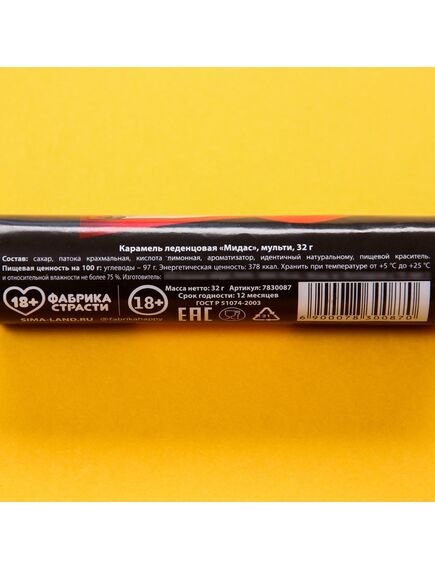 Карамель леденцовая «Мидас», мульти, 32 г
Состав: сахар, патока крахмальная, кислота лимонная, ароматизатор, идентичный натуральному, пищевой краситель.
Пищевая ценность на 100 г: углеводы – 97 г. Энергетическая ценность: 378 ккал. Хранить при температуре от +5 °C до +25 °C
и относительной влажности не более 75 %. Изготовитель:
18+ ФАБРИКА СТРАСТИ
18+
Масса нетто: 32 г Артикул: 7830087
Срок годности: 12 месяцев
ГОСТ Р 51074-2003
EAC
SIMA-LAND.RU @fabrikahappy
6 900078 300870